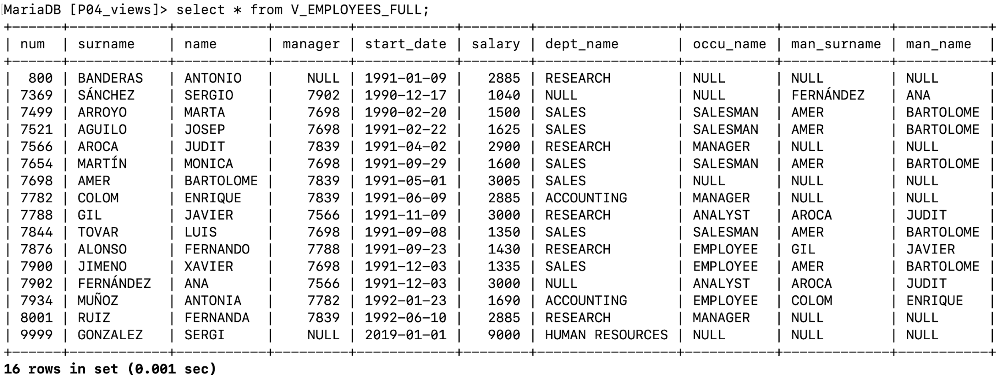 MariaDB [P04_views]> select * from V_EMPLOYEES_FULL;
+------+------------+-----------+---------+------------+--------+-----------------+-----------+-------------+-----------+
| num  | surname    | name      | manager | start_date | salary | dept_name       | occu_name | man_surname | man_name  |
+------+------------+-----------+---------+------------+--------+-----------------+-----------+-------------+-----------+
|  800 | BANDERAS   | ANTONIO   |    NULL | 1991-01-09 |   2885 | RESEARCH        | NULL      | NULL        | NULL      |
| 7369 | SÁNCHEZ    | SERGIO    |    7902 | 1990-12-17 |   1040 | NULL            | NULL      | FERNÁNDEZ   | ANA       |
| 7499 | ARROYO     | MARTA     |    7698 | 1990-02-20 |   1500 | SALES           | SALESMAN  | AMER        | BARTOLOME |
| 7521 | AGUILO     | JOSEP     |    7698 | 1991-02-22 |   1625 | SALES           | SALESMAN  | AMER        | BARTOLOME |
| 7566 | AROCA      | JUDIT     |    7839 | 1991-04-02 |   2900 | RESEARCH        | MANAGER   | NULL        | NULL      |
| 7654 | MARTÍN     | MONICA    |    7698 | 1991-09-29 |   1600 | SALES           | SALESMAN  | AMER        | BARTOLOME |
| 7698 | AMER       | BARTOLOME |    7839 | 1991-05-01 |   3005 | SALES           | NULL      | NULL        | NULL      |
| 7782 | COLOM      | ENRIQUE   |    7839 | 1991-06-09 |   2885 | ACCOUNTING      | MANAGER   | NULL        | NULL      |
| 7788 | GIL        | JAVIER    |    7566 | 1991-11-09 |   3000 | RESEARCH        | ANALYST   | AROCA       | JUDIT     |
| 7844 | TOVAR      | LUIS      |    7698 | 1991-09-08 |   1350 | SALES           | SALESMAN  | AMER        | BARTOLOME |
| 7876 | ALONSO     | FERNANDO  |    7788 | 1991-09-23 |   1430 | RESEARCH        | EMPLOYEE  | GIL         | JAVIER    |
| 7900 | JIMENO     | XAVIER    |    7698 | 1991-12-03 |   1335 | SALES           | EMPLOYEE  | AMER        | BARTOLOME |
| 7902 | FERNÁNDEZ  | ANA       |    7566 | 1991-12-03 |   3000 | NULL            | ANALYST   | AROCA       | JUDIT     |
| 7934 | MUÑOZ      | ANTONIA   |    7782 | 1992-01-23 |   1690 | ACCOUNTING      | EMPLOYEE  | COLOM       | ENRIQUE   |
| 8001 | RUIZ       | FERNANDA  |    7839 | 1992-06-10 |   2885 | RESEARCH        | MANAGER   | NULL        | NULL      |
| 9999 | GONZALEZ   | SERGI     |    NULL | 2019-01-01 |   9000 | HUMAN RESOURCES | NULL      | NULL        | NULL      |
+------+------------+-----------+---------+------------+--------+-----------------+-----------+-------------+-----------+
16 rows in set (0.001 sec)